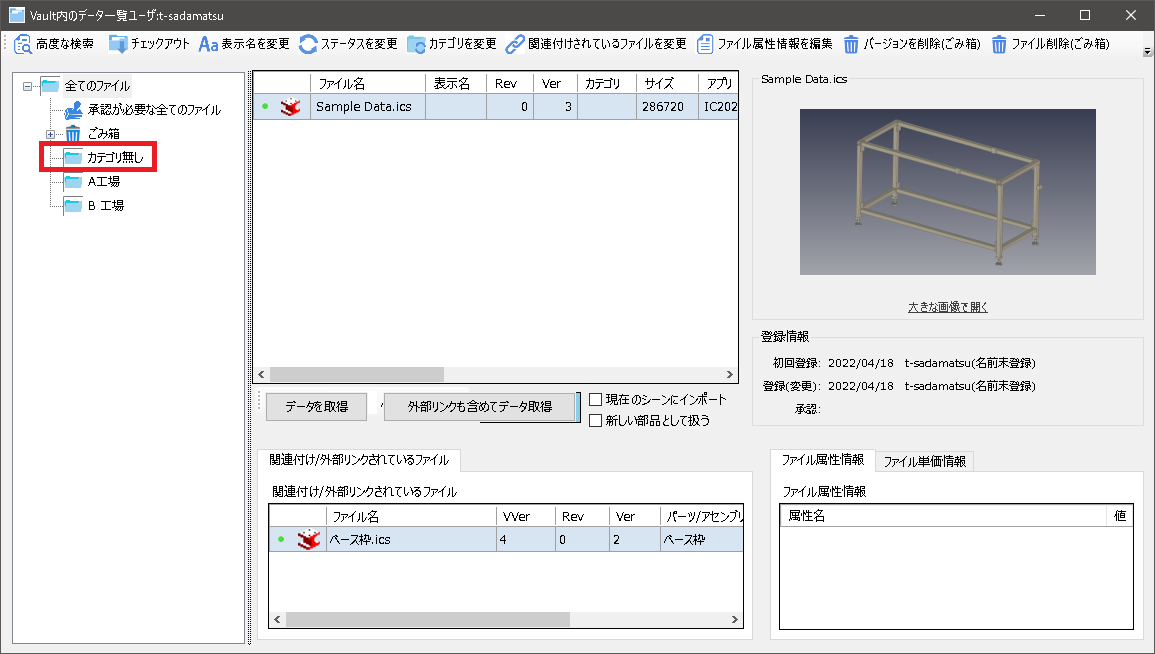 Vault内のデータ一覧ユーザ:t-sadamatsu
高度な検索 チェックアウト Aa表示名を変更 ステータスを変更 カテゴリを変更 関連付けされているファイルを変更 ファイル属性情報を編集 バージョンを削除(ごみ箱) ファイル削除(ごみ箱)
全てのファイル
承認が必要な全てのファイル
ごみ箱
カテゴリ無し
A工場
B 工場
ファイル名 表示名 Rev Ver カテゴリ サイズ アプリ
Sample Data.ics 0 3 286720 IC202
データを取得 外部リンクも含めてデータ取得
現在のシーンにインポート
新しい部品として扱う
関連付け/外部リンクされているファイル
関連付け/外部リンクされているファイル
ファイル名 VVer Rev Ver パーツ/アセンブリ
ベース枠.ics 4 0 2 ベース枠
Sample Data.ics
大きな画像で開く
登録情報
初回登録: 2022/04/18 t-sadamatsu(名前未登録)
登録(変更): 2022/04/18 t-sadamatsu(名前未登録)
承認:
ファイル属性情報 ファイル単価情報
ファイル属性情報
属性名 値